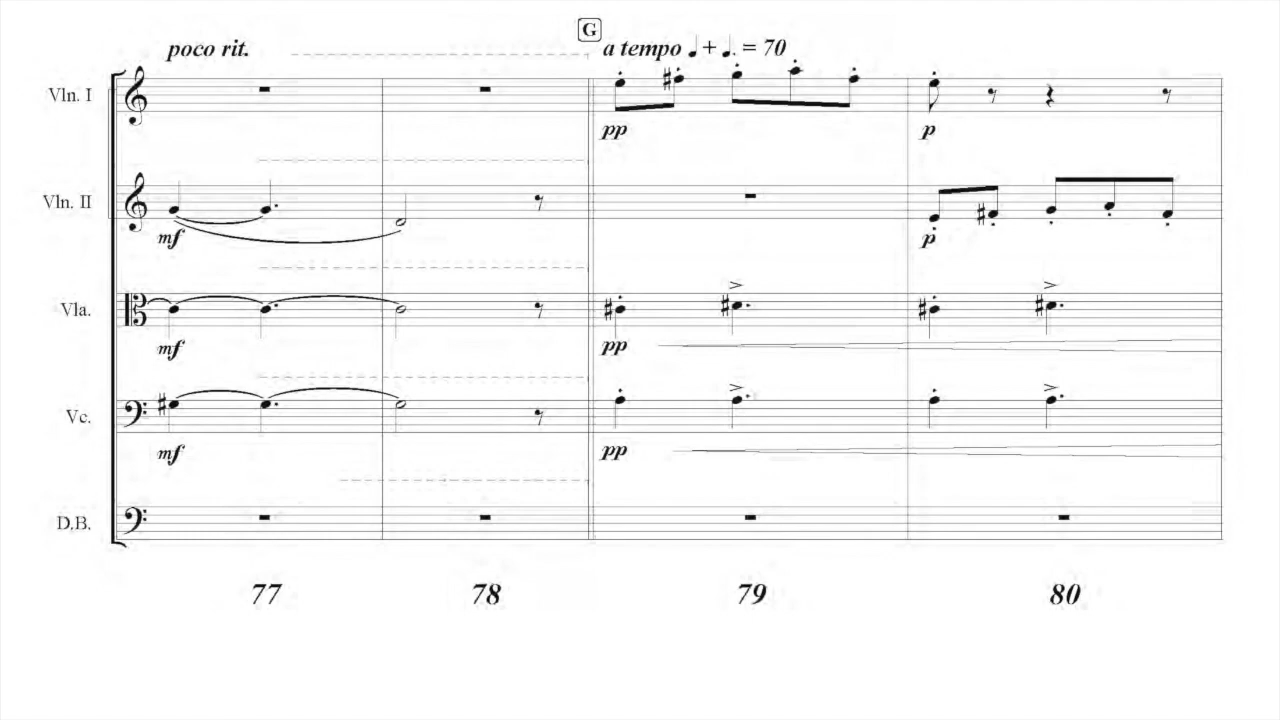 G
poco rit. a tempo ♩ + ♩. = 70
Vln. I
pp p
Vln. II
mf p
Vla.
mf pp
Vc.
mf pp
D.B.
77 78 79 80